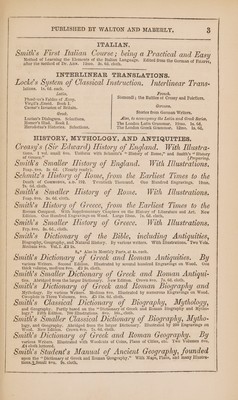 PUBLISHED BY WALTON AND MABERLY. 3
ITALIAN.
Smith's First Italian Course; being a Practical and Easy
Method of Learning the Elements of the Italian Language. Edited from the German of
after the method of Dr. Ahn. 12mo. 3s. 6d. cloth.
INTERLINEAR TRANSLATIONS.
Locke's System of Classical Instruction. Interlinear Trans-
lations. 1s. 6d. each.
Latin.
Phædrus's Fables of Æsop.
Virgil's Æneid. Book I.
Cæsar's Invasion of Britain.
Greek.
Lucian's Dialogues. Selections.
Homer's Iliad. Book I.
Herodotus's Histories. Selections.
French.
Sismondi; the Battles of Cressy and Poictiers.
German.
Stories from German Writers.
Also, to accompany the Latin and Greek Series.
The London Latin Grammar. 12mo. 1s. 6d.
The London Greek Grammar. 12mo. 1s. 6d.
HISTORY, MYTHOLOGY, AND ANTIQUITIES.
Creasy's (Sir Edward) History of England. With Illustra-
tions. 1 vol. small 8vo. Uniform with Schmitz's "History of Rome," and Smith's "History
of Greece." [Preparing.
Smith's Smaller History of England. With Illustrations.
Fcap. 8vo. 3s. 6d. [Nearly ready].
Schmitz's History of Rome, from the Earliest Times to the
Death of Commodus, A.D. 192. Twentieth Thousand. One Hundred Engravings. 12mo.
7s. 6d. cloth.
Smith's Smaller History of Rome. With Illustrations.
Fcap. 8vo. 3s. 6d. cloth.
Smith's History of Greece, from the Earliest Times to the
Roman Conquest. With Supplementary Chapters on the History of Literature and Art. New
Edition. One Hundred Engravings on Wood. Large 12mo. 7s. 6d. cloth.
Smith's Smaller History of Greece. With Illustrations.
Fcp. 8vo. 3s. 6d. cloth.
Smith's Dictionary of the Bible, including Antiquities,
Biography, Geography, and Natural History. By various writers. With Illustrations. Two Vols.
Medium 8vo. Vol. I.
Also in Monthly Parts, at 4s. each.
Smith's Dictionary of Greek and Roman Antiquities. By
various Writers. Second Edition. Illustrated by several hundred Engravings on Wood. One
thick volume, medium 8vo. cloth.
Smith's Smaller Dictionary of Greek and Roman Antiqui-
ties. Abridged from the larger Dictionary. New Edition. Crown 8vo. 7s. 6d. cloth.
Smith's Dictionary of Greek and Roman Biography and
Mythology. By various Writers. Medium 8vo. Illustrated by numerous Engravings on Wood.
Complete in Three Volumes. 8vo. cloth.
Smith's Classical Dictionary of Biography, Mythology,
and Geography. Partly based on the "Dictionary of Greek and Roman Biography and Mytho-
logy." Fifth Edition. 750 Illustrations. 8vo. 18s. cloth.
Smith's Smaller Classical Dictionary of Biography, Mytho-
logy, and Geography. Abridged from the larger Dictionary. Illustrated by 200 Engravings on
Wood. New Edition. Crown 8vo. 7s. 6d. cloth.
Smith's Dictionary of Greek and Roman Geography. By
various Writers. Illustrated with Woodcuts of Coins, Plans of Cities, etc. Two Volumes 8vo.
cloth lettered.
Smith's Student's Manual of Ancient Geography, founded
upon the "Dictionary of Greek and Roman Geography." With Maps, Plans, and many Illustra-
tions. Small 8vo. cloth.